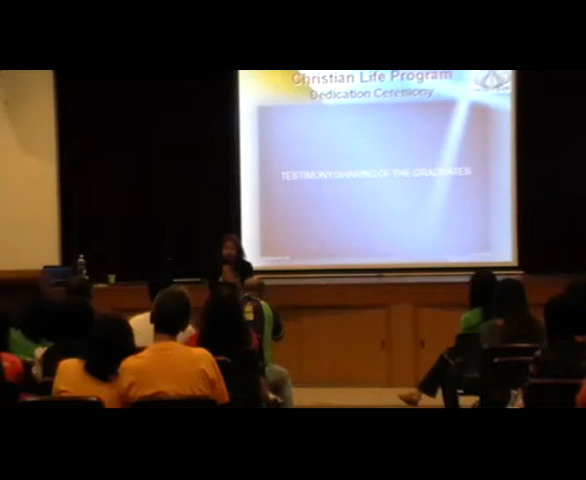 Christian Life Program
Dedication Ceremony
TESTIMONY/SHARING OF THE GRADUATES